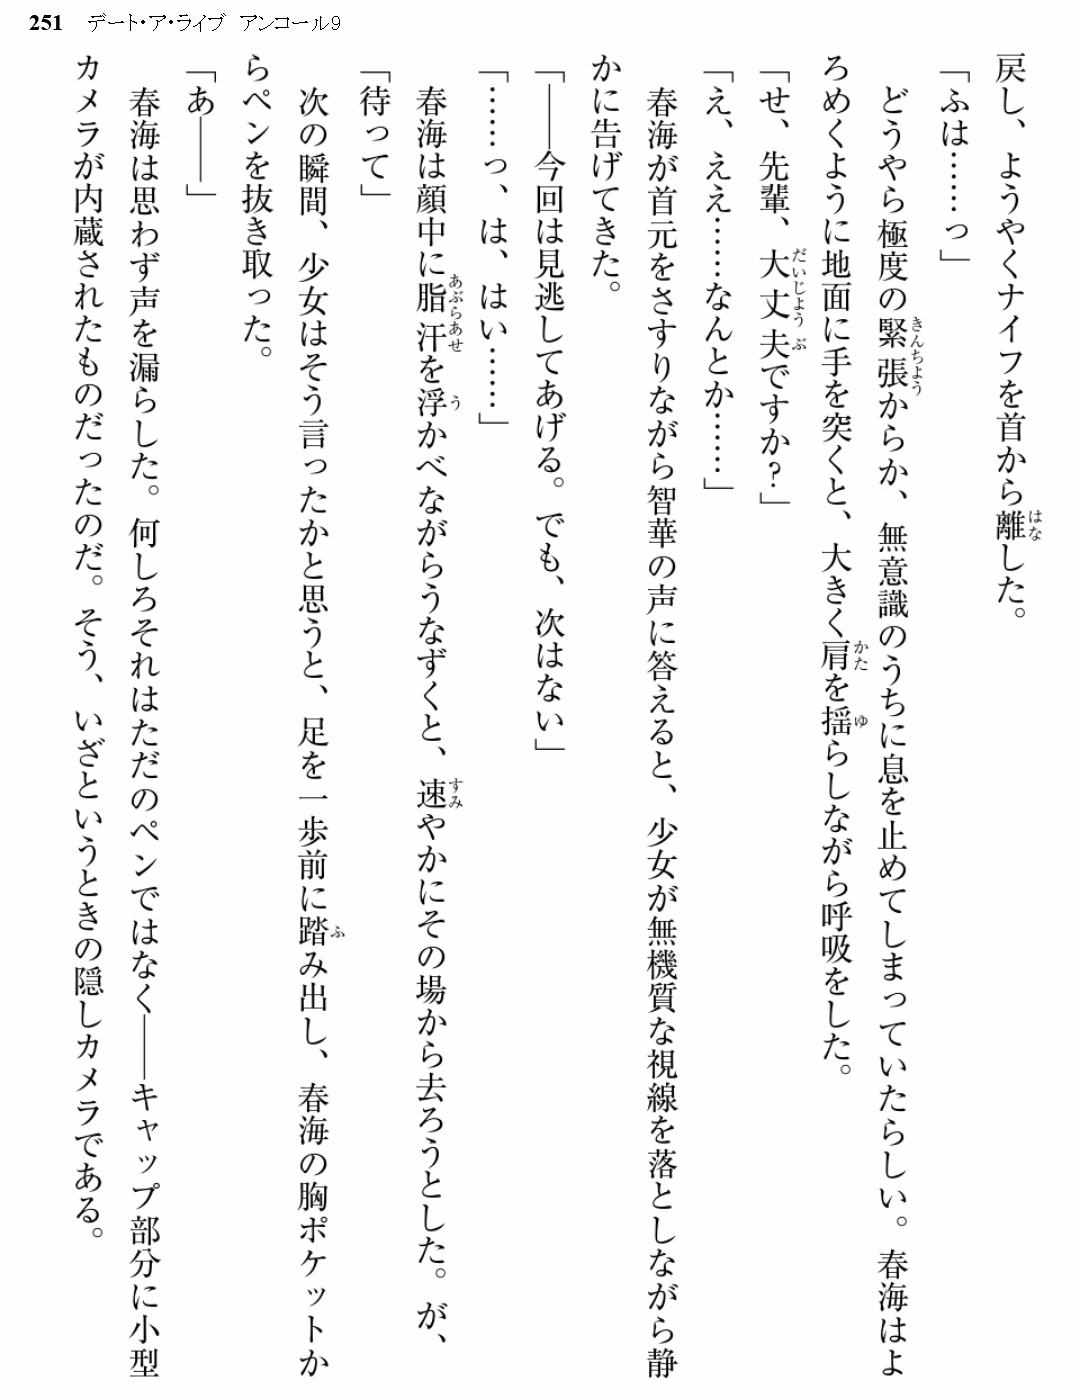 251 デート・ア・ライブ アンコール9
戻し、ようやくナイフを首から離した。
「ふは……っ」
どうやら極度の緊張からか、無意識のうちに息を止めてしまっていたらしい。春海はよ
ろめくように地面に手を突くと、大きく肩を揺らしながら呼吸をした。
「せ、先輩、大丈夫ですか？」
「え、ええ……なんとか……」
春海が首元をさすりながら智華の声に答えると、少女が無機質な視線を落としながら静
かに告げてきた。
「――今回は見逃してあげる。でも、次はない」
「……っ、は、はい……」
春海は顔中に脂汗を浮かべながらうなずくと、速やかにその場から去ろうとした。が、
「待って」
次の瞬間、少女はそう言ったかと思うと、足を一歩前に踏み出し、春海の胸ポケットか
らペンを抜き取った。
「あ――」
春海は思わず声を漏らした。何しろそれはただのペンではなく――キャップ部分に小型
カメラが内蔵されたものだったのだ。そう、いざというときの隠しカメラである。